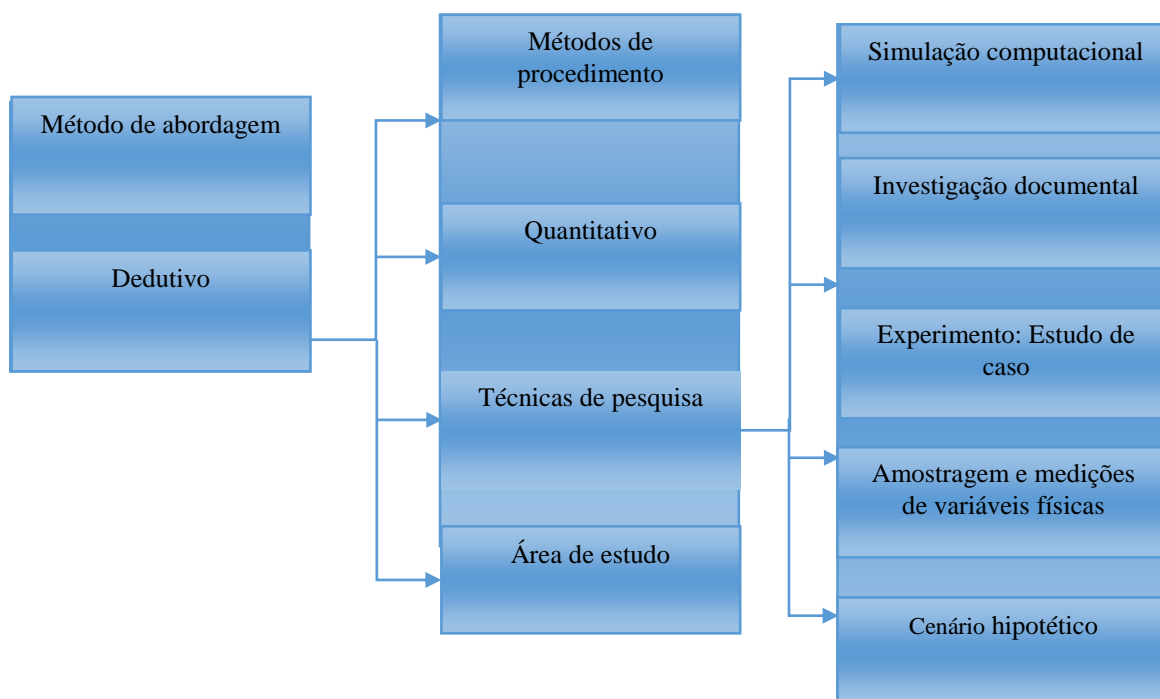 Método de abordagem
Dedutivo
Métodos de
procedimento
Quantitativo
Técnicas de pesquisa
Área de estudo
Simulação computacional
Investigação documental
Experimento: Estudo de
caso
Amostragem e medições
de variáveis físicas
Cenário hipotético